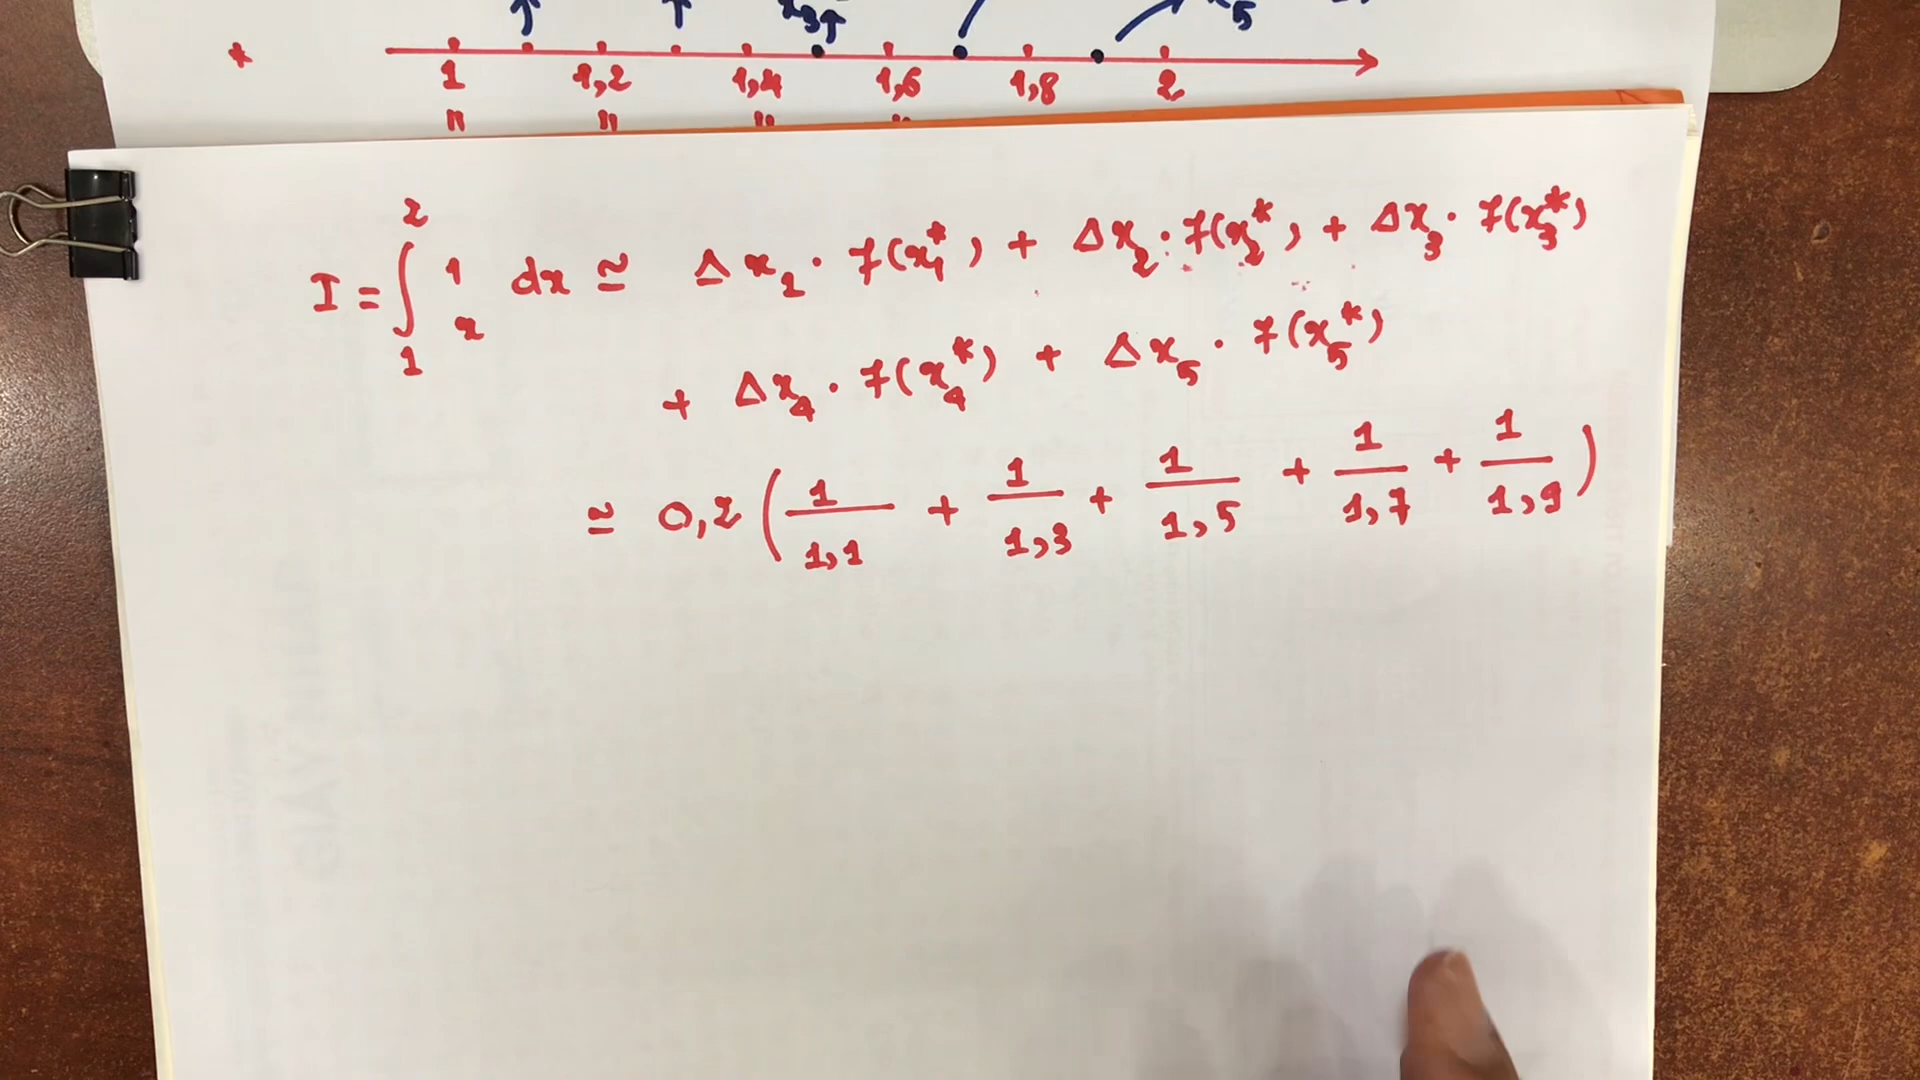 x₃ x₅
* 1 1,2 1,4 1,6 1,8 2
" " " "
I = ∫₁² 1/x dx ≃ Δx₁ · f(x₁*) + Δx₂ · f(x₂*) + Δx₃ · f(x₃*)
+ Δx₄ · f(x₄*) + Δx₅ · f(x₅*)
≃ 0,2 ( 1/1,1 + 1/1,3 + 1/1,5 + 1/1,7 + 1/1,9 )